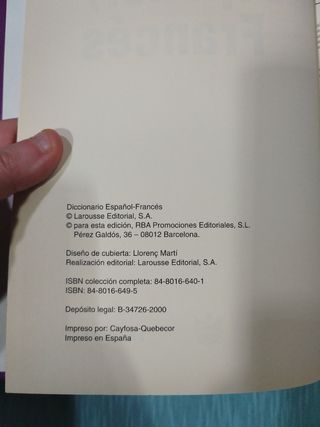 Diccionario Español-Francés
© Larousse Editorial, S.A.
© para esta edición, RBA Promociones Editoriales, S.L.
Pérez Galdós, 36 – 08012 Barcelona.
Diseño de cubierta: Llorenç Martí
Realización editorial: Larousse Editorial, S.A.
ISBN colección completa: 84-8016-640-1
ISBN: 84-8016-649-5
Depósito legal: B-34726-2000
Impreso por: Cayfosa-Quebecor
Impreso en España